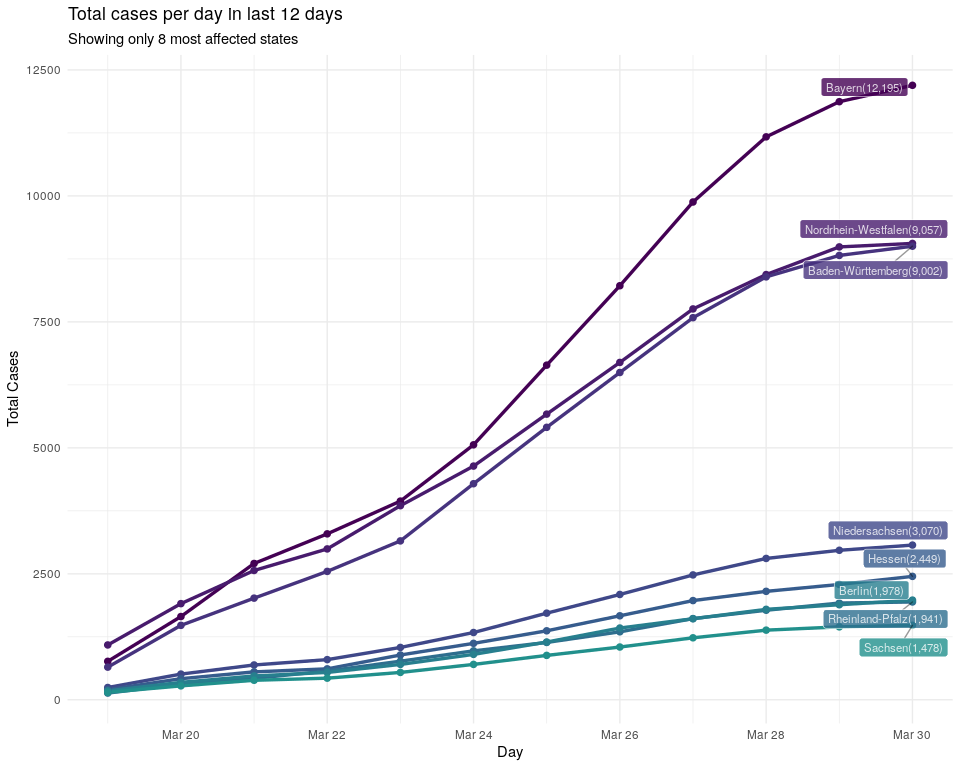 Total cases per day in last 12 days
Showing only 8 most affected states
12500
10000
7500
5000
2500
0
Total Cases
Bayern(12,195)
Nordrhein-Westfalen(9,057)
Baden-Württemberg(9,002)
Niedersachsen(3,070)
Hessen(2,449)
Berlin(1,978)
Rheinland-Pfalz(1,941)
Sachsen(1,478)
Mar 20
Mar 22
Mar 24
Mar 26
Mar 28
Mar 30
Day